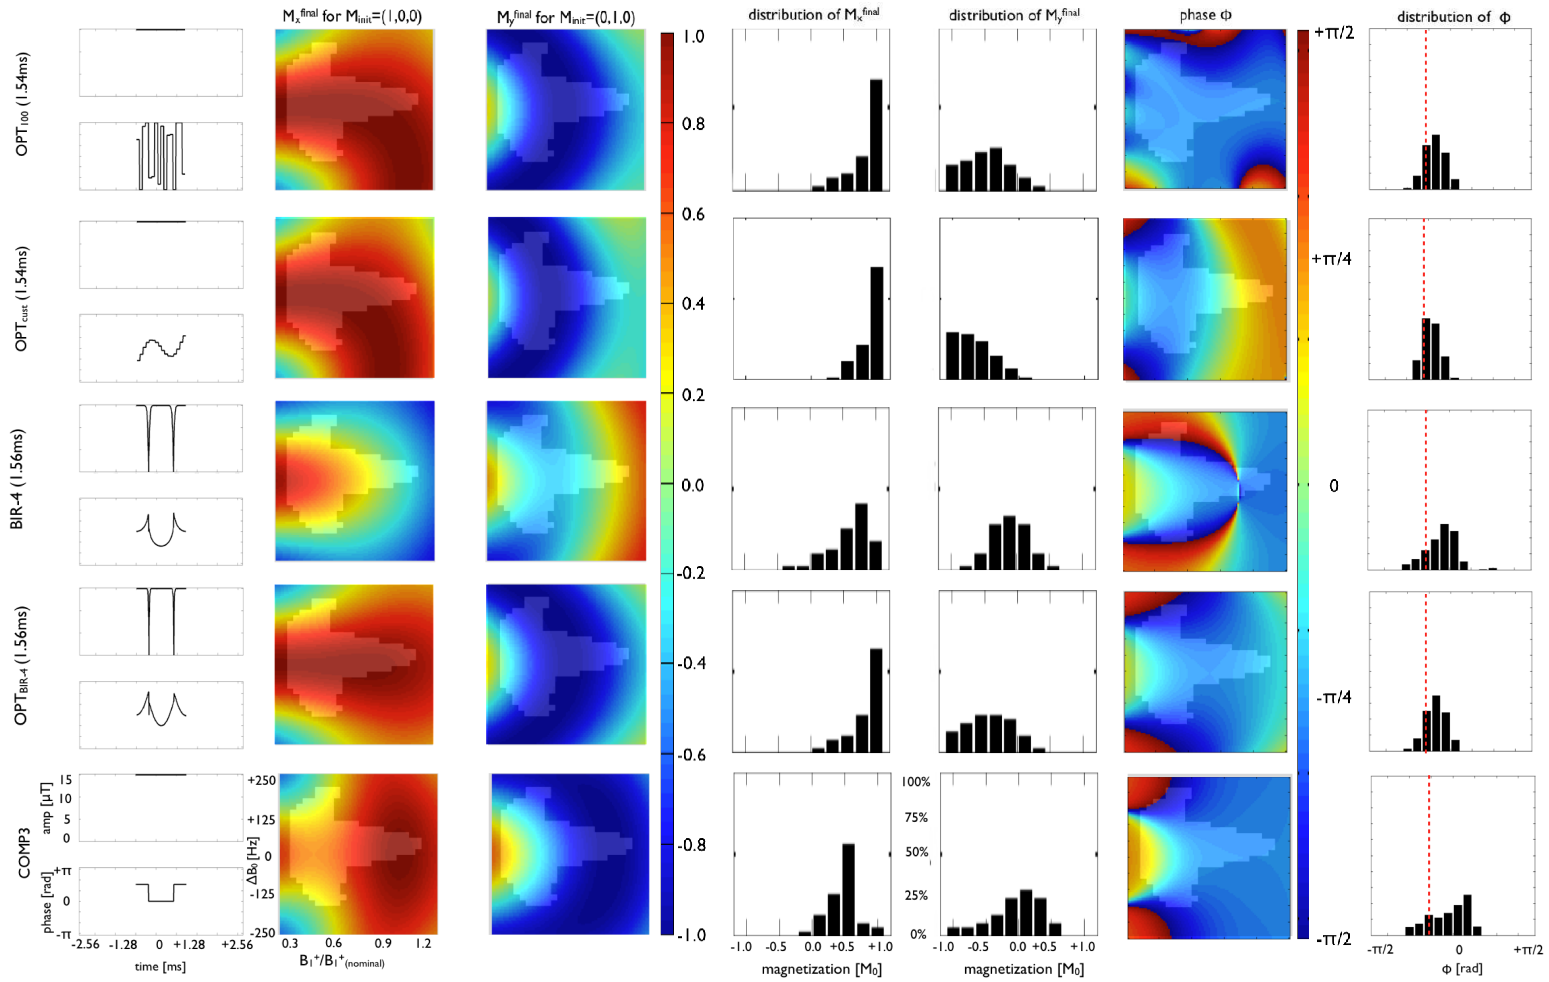 Mxfinal for Minit=(1,0,0)
Myfinal for Minit=(0,1,0)
distribution of Mxfinal
distribution of Myfinal
phase Φ
distribution of Φ
OPT100 (1.54ms)
OPTcust (1.54ms)
BIR-4 (1.56ms)
OPTBIR-4 (1.56ms)
COMP3
1.0
0.8
0.6
0.4
0.2
0.0
-0.2
-0.4
-0.6
-0.8
-1.0
+π/2
+π/4
0
-π/4
-π/2
amp [μT]
15
10
5
0
phase [rad]
+π
0
-π
-2.56 -1.28 0 +1.28 +2.56
time [ms]
ΔB0 [Hz]
+250
+125
0
-125
-250
0.3 0.6 0.9 1.2
B1+/B1+(nominal)
100%
75%
50%
25%
0%
-1.0 -0.5 0.0 +0.5 +1.0
magnetization [M0]
-1.0 -0.5 0.0 +0.5 +1.0
magnetization [M0]
-π/2 0 +π/2
Φ [rad]